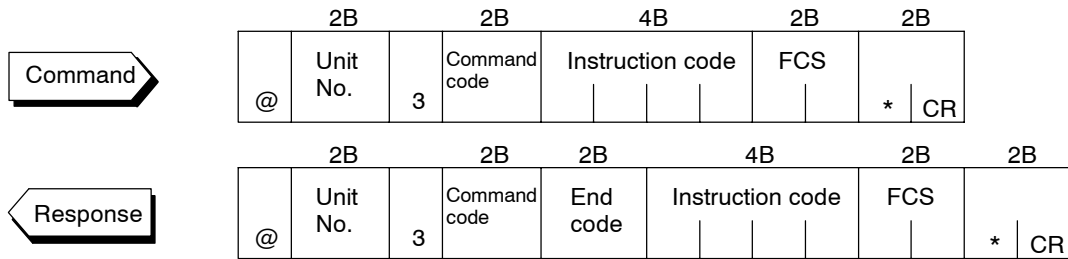 2B 2B 4B 2B 2B
Command
@ Unit No. 3 Command code Instruction code FCS * CR
2B 2B 2B 4B 2B 2B
Response
@ Unit No. 3 Command code End code Instruction code FCS * CR